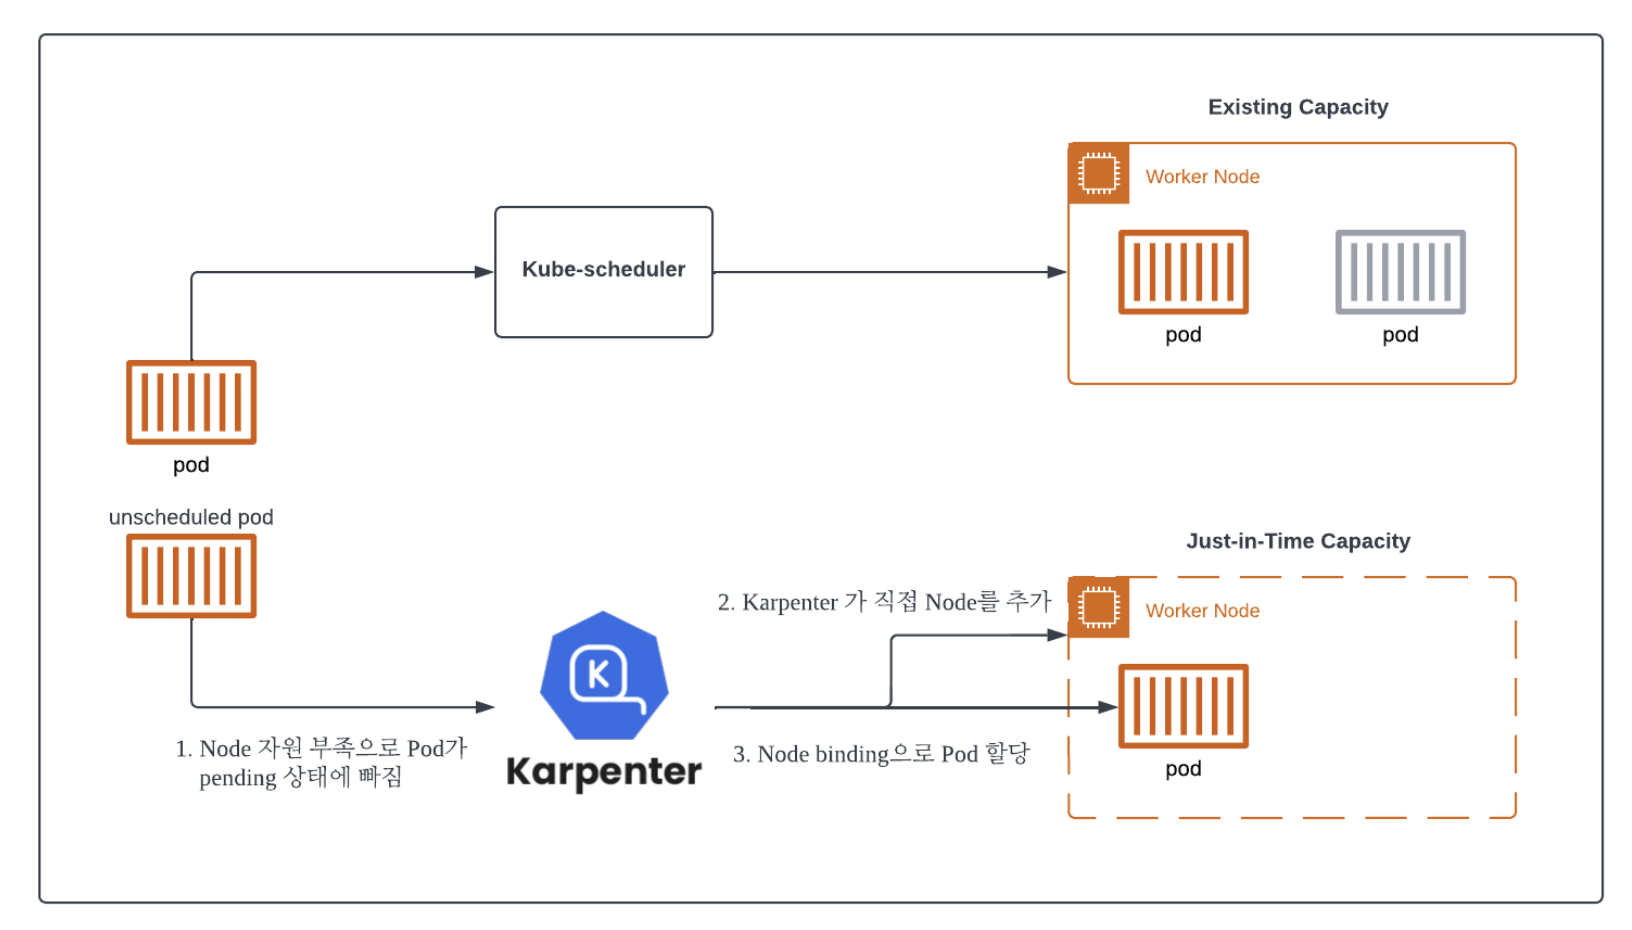 Existing Capacity
Worker Node
Kube-scheduler
pod
pod
pod
unscheduled pod
Just-in-Time Capacity
2. Karpenter 가 직접 Node를 추가
Worker Node
K
1. Node 자원 부족으로 Pod가
pending 상태에 빠짐
Karpenter
3. Node binding으로 Pod 할당
pod